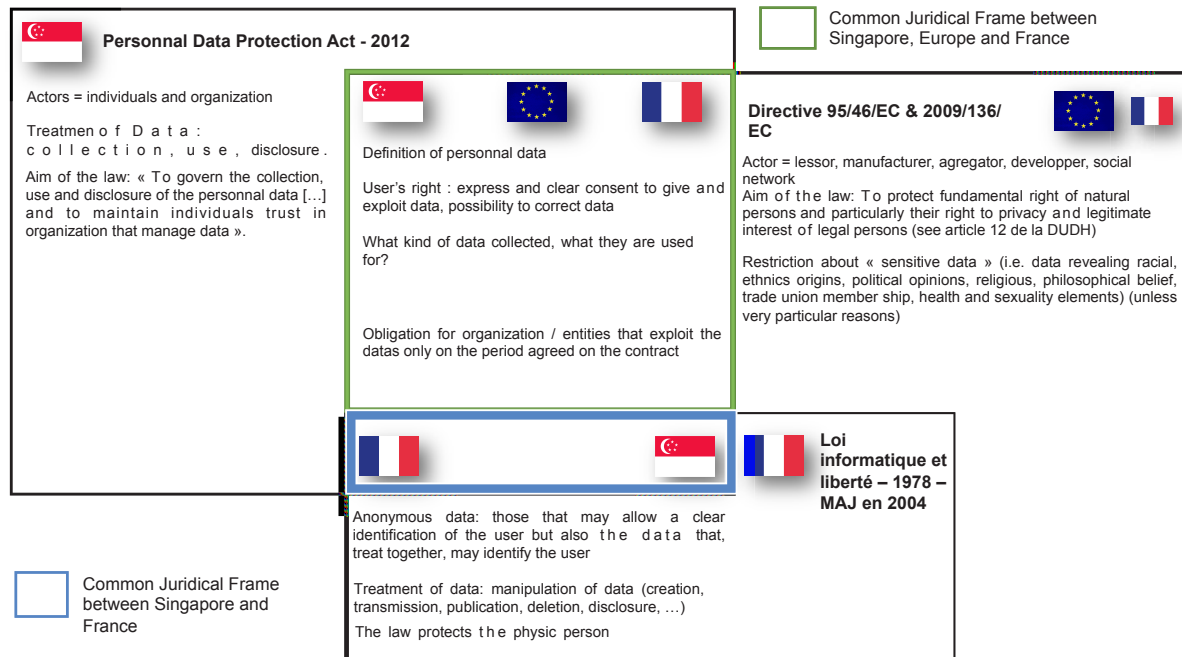 Common Juridical Frame between
Singapore, Europe and France
Personnal Data Protection Act - 2012
Actors = individuals and organization
Treatmen of Data :
collection, use, disclosure.
Aim of the law: « To govern the collection,
use and disclosure of the personnal data […]
and to maintain individuals trust in
organization that manage data ».
Definition of personnal data
User’s right : express and clear consent to give and
exploit data, possibility to correct data
What kind of data collected, what they are used
for?
Obligation for organization / entities that exploit the
datas only on the period agreed on the contract
Directive 95/46/EC & 2009/136/
EC
Actor = lessor, manufacturer, agregator, developper, social
network
Aim of the law: To protect fundamental right of natural
persons and particularly their right to privacy and legitimate
interest of legal persons (see article 12 de la DUDH)
Restriction about « sensitive data » (i.e. data revealing racial,
ethnics origins, political opinions, religious, philosophical belief,
trade union member ship, health and sexuality elements) (unless
very particular reasons)
Loi
informatique et
liberté – 1978 –
MAJ en 2004
Anonymous data: those that may allow a clear
identification of the user but also the data that,
treat together, may identify the user
Treatment of data: manipulation of data (creation,
transmission, publication, deletion, disclosure, …)
The law protects the physic person
Common Juridical Frame
between Singapore and
France